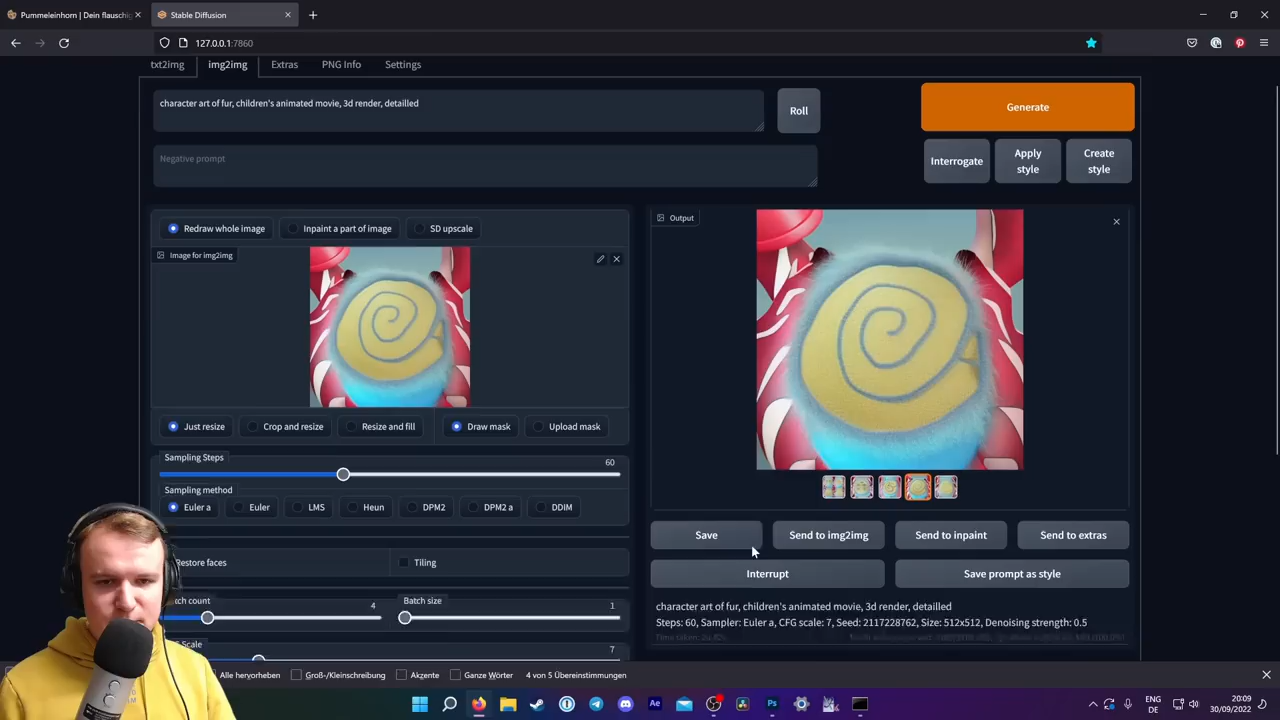 Pummeleinhorn | Dein flauschig
Stable Diffusion
127.0.0.1:7860
txt2img
img2img
Extras
PNG Info
Settings
character art of fur, children's animated movie, 3d render, detailled
Roll
Generate
Negative prompt
Interrogate
Apply style
Create style
Redraw whole image
Inpaint a part of image
SD upscale
Image for img2img
Output
Just resize
Crop and resize
Resize and fill
Draw mask
Upload mask
Sampling Steps
60
Sampling method
Euler a
Euler
LMS
Heun
DPM2
DPM2 a
DDIM
Save
Send to img2img
Send to inpaint
Send to extras
Interrupt
Save prompt as style
Restore faces
Tiling
4
Batch size
1
7
character art of fur, children's animated movie, 3d render, detailled
Steps: 60, Sampler: Euler a, CFG scale: 7, Seed: 2117228762, Size: 512x512, Denoising strength: 0.5
Alle hervorheben
Groß-/Kleinschreibung
Akzente
Ganze Wörter
4 von 5 Übereinstimmungen
ENG
DE
20:09
30/09/2022